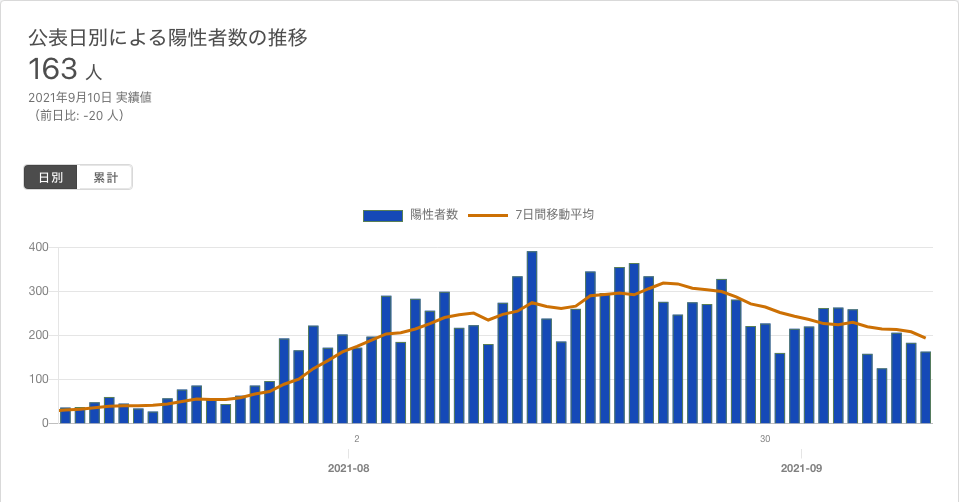 公表日別による陽性者数の推移
163 人
2021年9月10日 実績値
（前日比: -20 人）
日別 累計
陽性者数 7日間移動平均
400
300
200
100
0
2 30
2021-08 2021-09